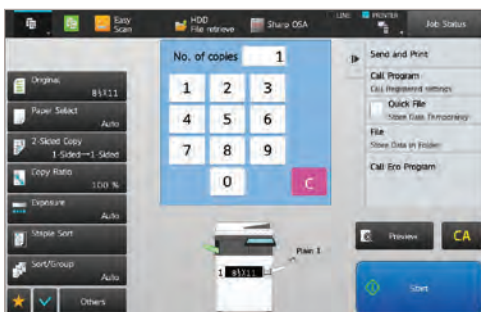 Easy
Scan
HDD
File retrieve
Sharp OSA
LINE
PRINTER
Job Status
No. of copies 1
Original
8½X11
Paper Select
Auto
2-Sided Copy
1-Sided→1-Sided
Copy Ratio
100 %
Exposure
Auto
Staple Sort
Sort/Group
Auto
Others
1 2 3
4 5 6
7 8 9
0 C
Plain 1
1 8½X11
Send and Print
Call Program
Call Registered settings
Quick File
Store Data Temporarily
File
Store Data in Folder
Call Eco Program
Preview
CA
Start